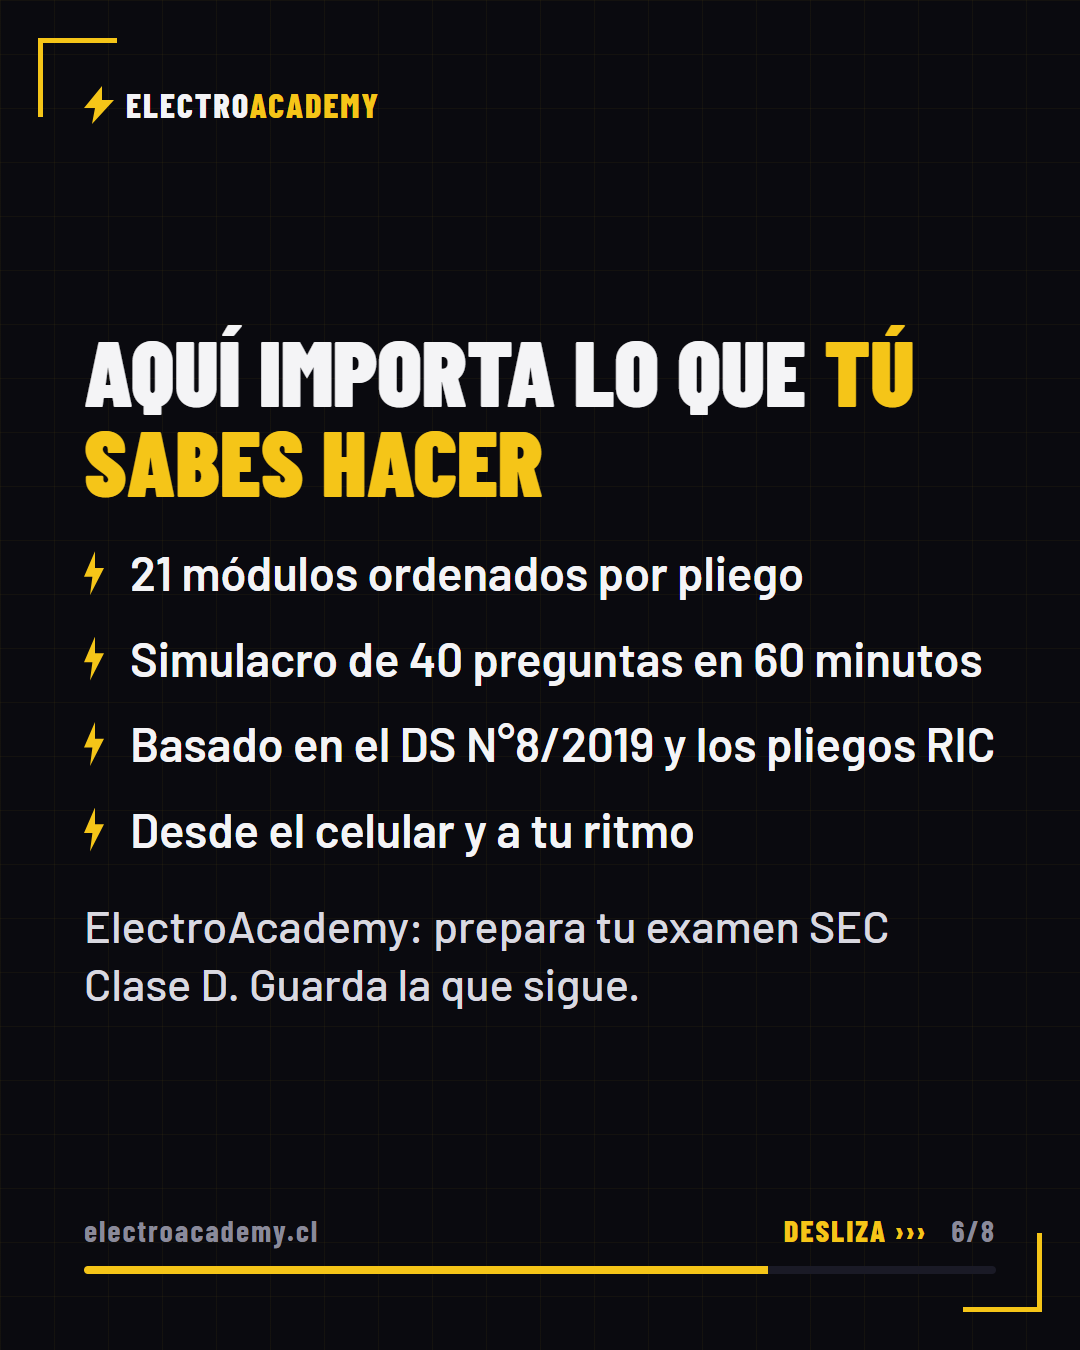 ELECTROACADEMY
AQUÍ IMPORTA LO QUE TÚ
SABES HACER
21 módulos ordenados por pliego
Simulacro de 40 preguntas en 60 minutos
Basado en el DS N°8/2019 y los pliegos RIC
Desde el celular y a tu ritmo
ElectroAcademy: prepara tu examen SEC
Clase D. Guarda la que sigue.
electroacademy.cl
DESLIZA ››› 6/8